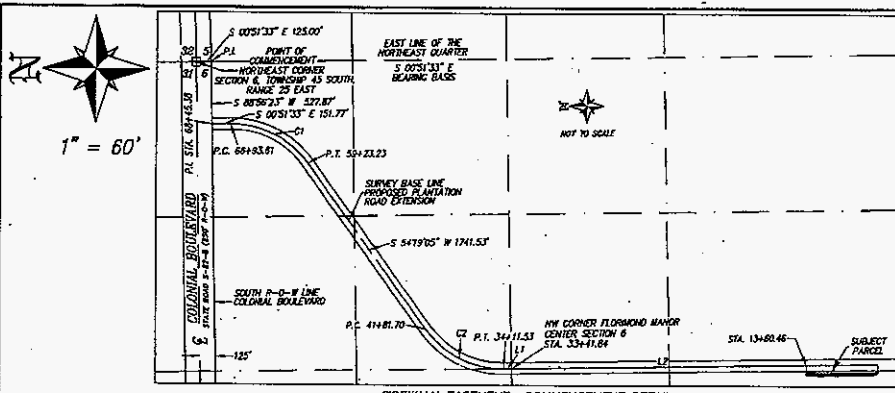 N
1" = 60'
S 00°51'33" E 125.00'
32 5
31 6
P.I.
POINT OF
COMMENCEMENT
NORTHEAST CORNER
SECTION 6, TOWNSHIP 45 SOUTH,
RANGE 25 EAST
S 88°56'23" W 527.87'
S 00°51'33" E 151.77'
EAST LINE OF THE
NORTHEAST QUARTER
S 00°51'33" E
BEARING BASIS
N
NOT TO SCALE
C1
P.T. 59+23.23
SURVEY BASE LINE
PROPOSED PLANTATION
ROAD EXTENSION
S 54°19'05" W 1741.53'
COLONIAL BOULEVARD
SOUTH R-O-W LINE
COLONIAL BOULEVARD
125'
P.C. 41+81.70
C2
P.T. 34+11.53
L1
NW CORNER FLORIMOND MANOR
CENTER SECTION 6
STA. 33+41.64
L2
STA. 13+60.46
SUBJECT
PARCEL